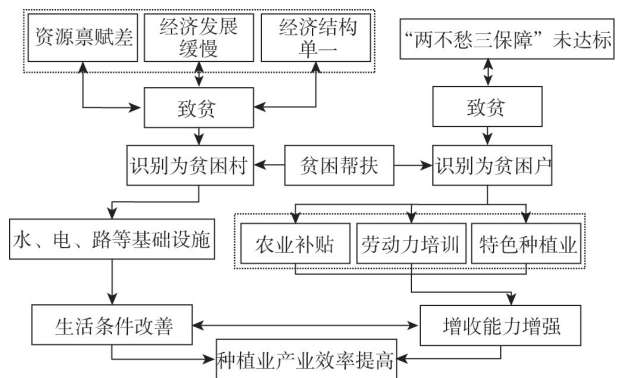 资源禀赋差
经济发展
缓慢
经济结构
单一
“两不愁三保障”未达标
致贫
致贫
识别为贫困村
贫困帮扶
识别为贫困户
水、电、路等基础设施
农业补贴
劳动力培训
特色种植业
生活条件改善
增收能力增强
种植业产业效率提高